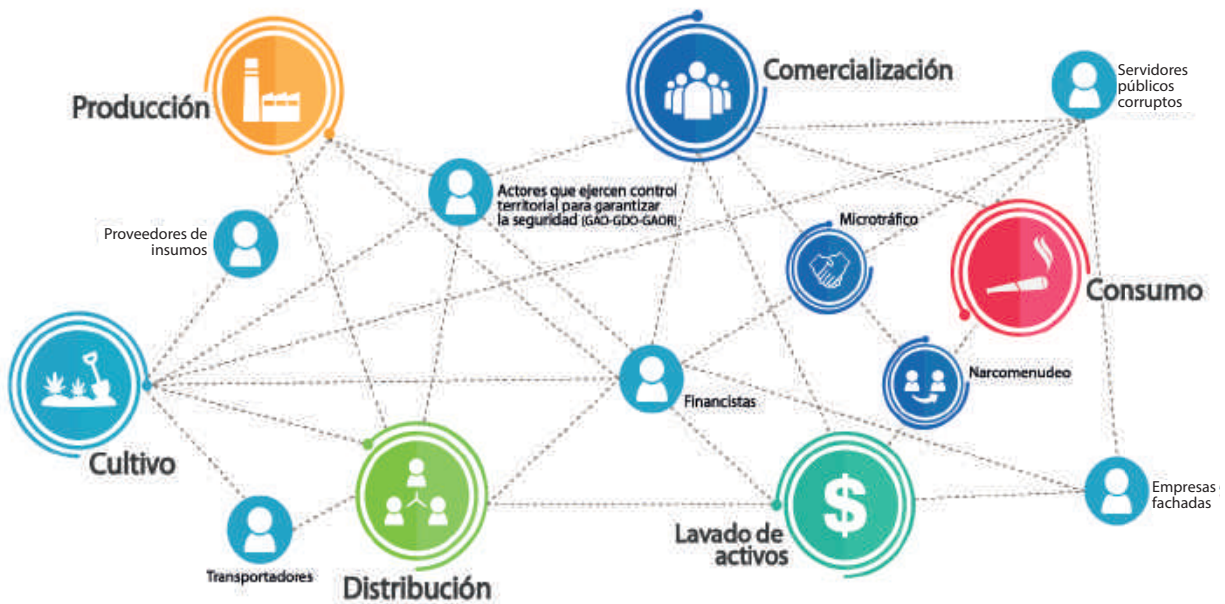 Producción
Comercialización
Servidores
públicos
corruptos
Actores que ejercen control
territorial para garantizar
la seguridad (GAO-GDO-GAOR)
Proveedores de
insumos
Microtráfico
Consumo
Narcomenudeo
Financistas
Cultivo
$
Lavado de
activos
Empresas
fachadas
Transportadores
Distribución